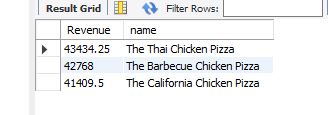 Result Grid Filter Rows:
Revenue name
43434.25 The Thai Chicken Pizza
42768 The Barbecue Chicken Pizza
41409.5 The California Chicken Pizza